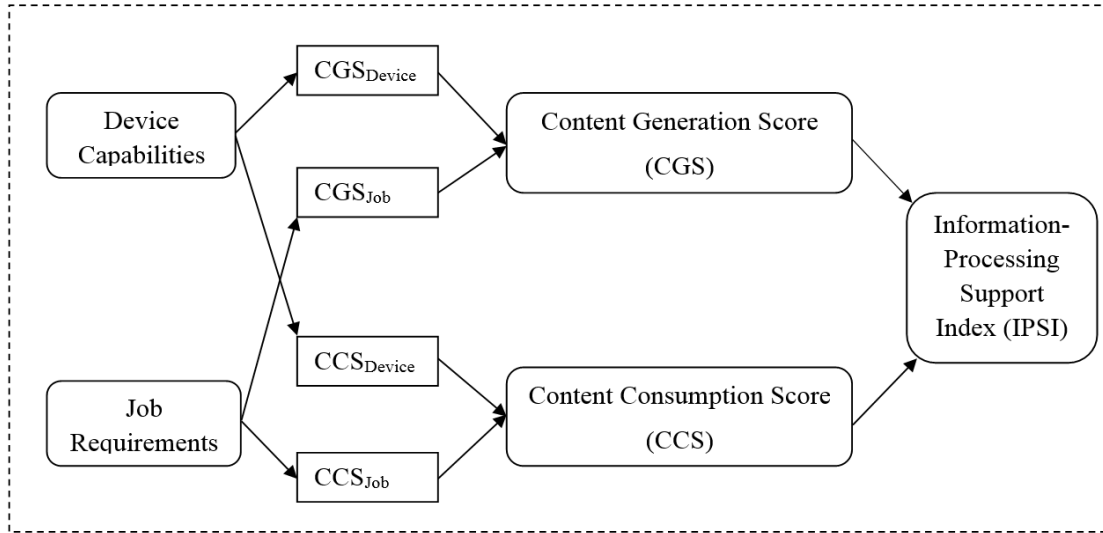 Device
Capabilities
Job
Requirements
CGSDevice
CGSJob
CCSDevice
CCSJob
Content Generation Score
(CGS)
Content Consumption Score
(CCS)
Information-
Processing
Support
Index (IPSI)